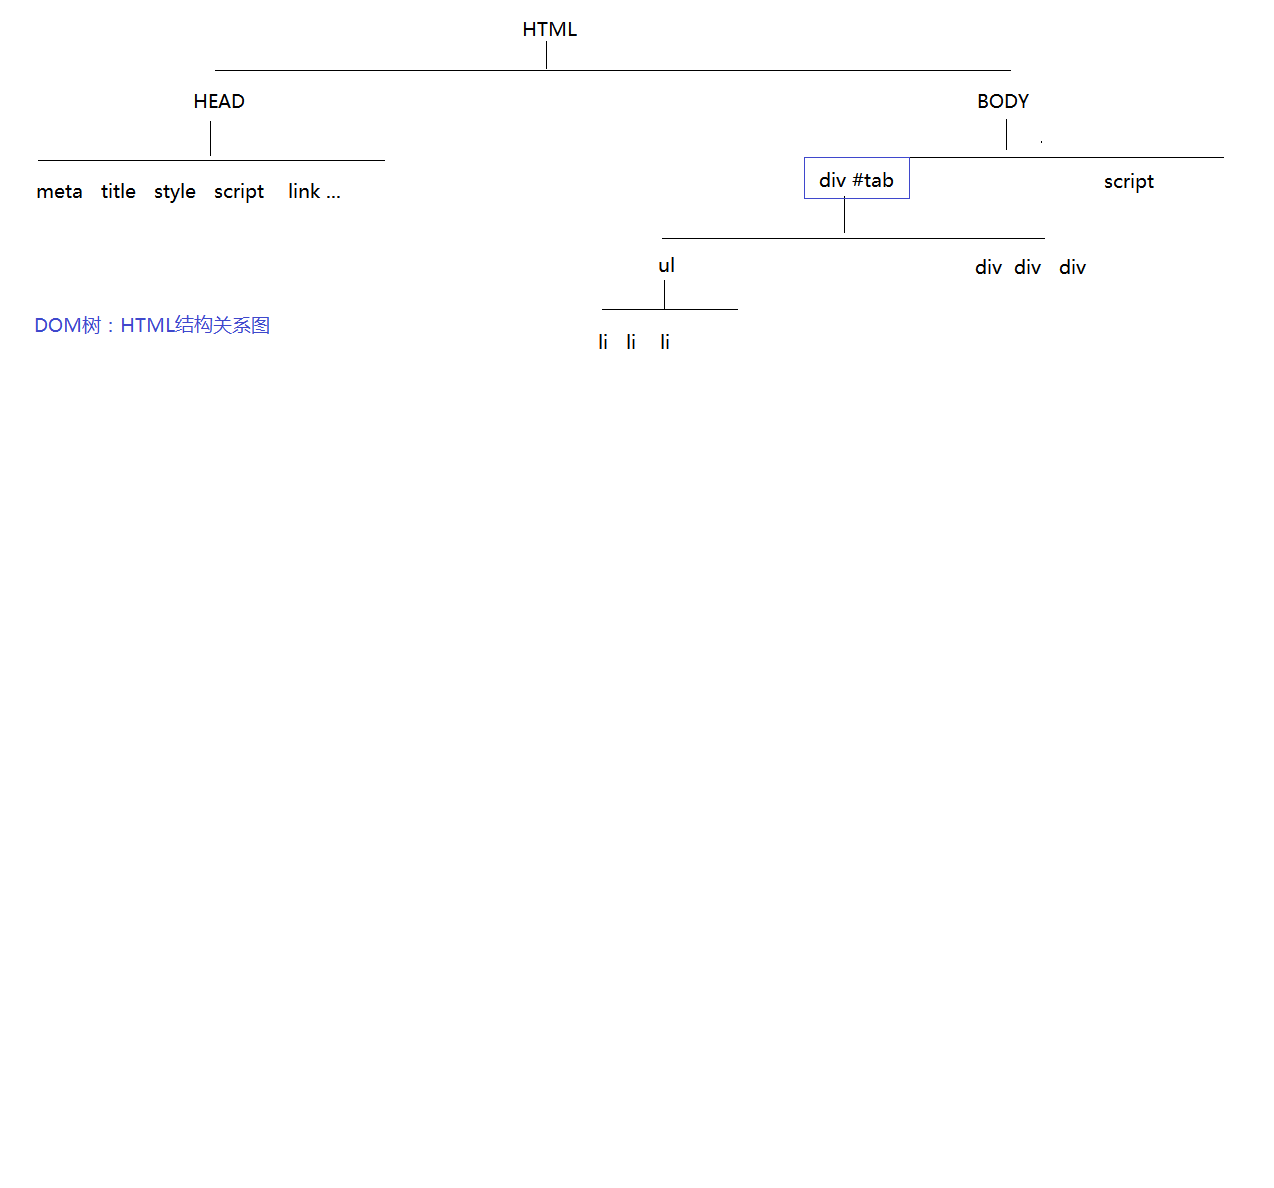 HTML
HEAD BODY
meta title style script link ...
div #tab script
ul div div div
DOM树：HTML结构关系图
li li li